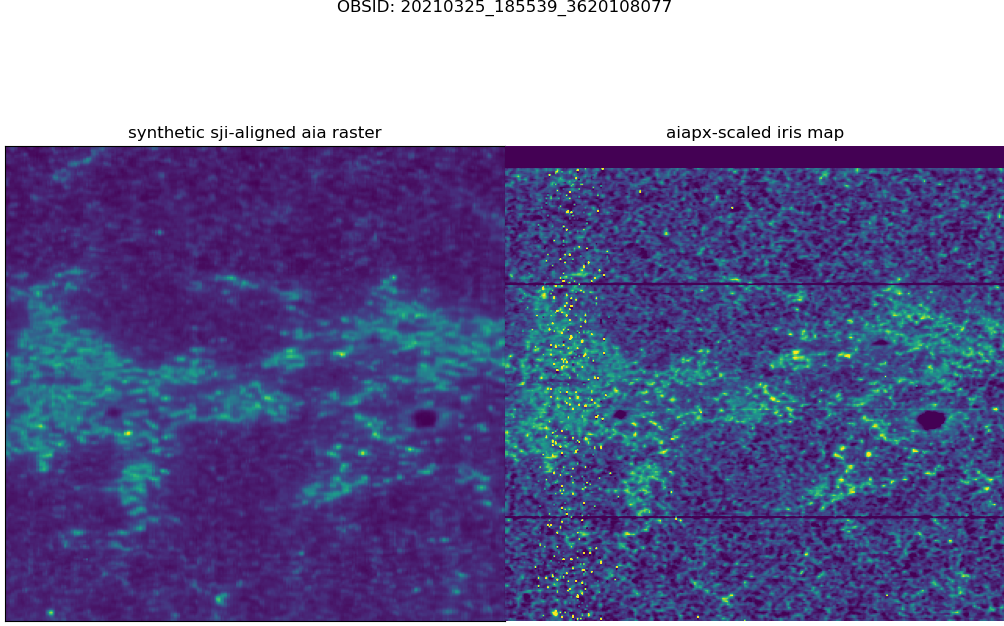 OBSID: 20210325_185539_3620108077
synthetic sji-aligned aia raster
aiapx-scaled iris map